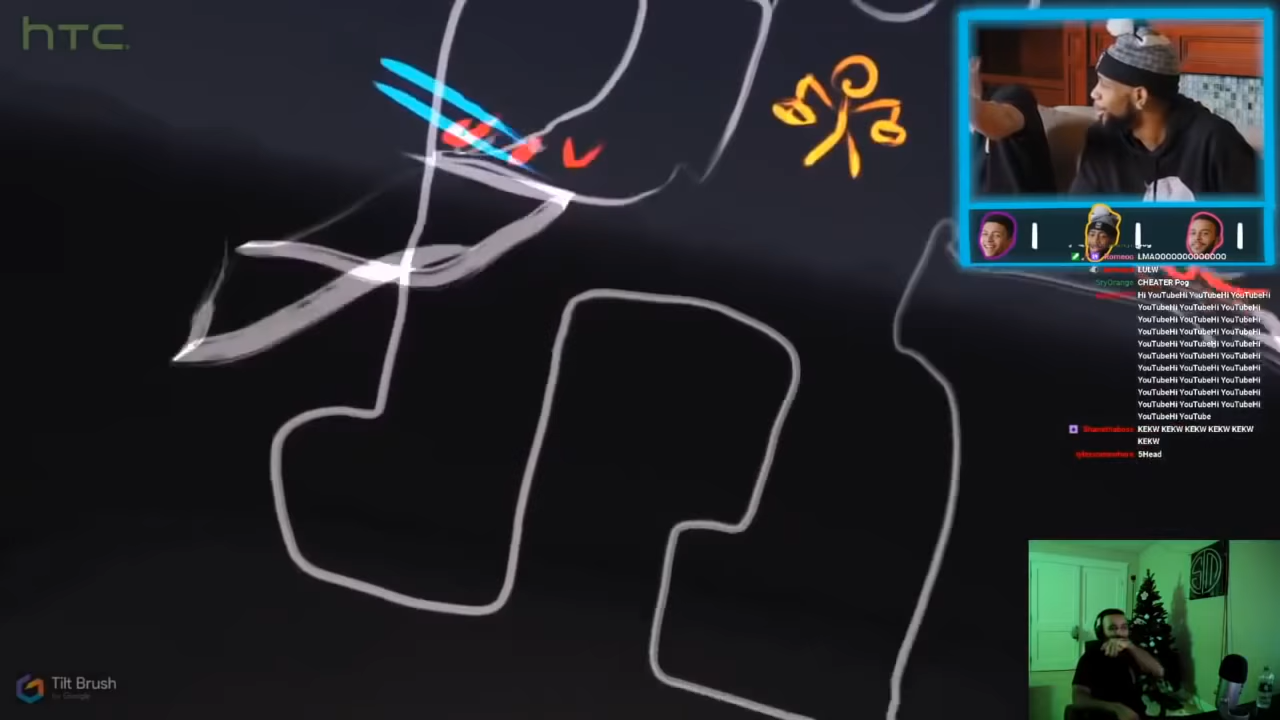 hTC
LMAOOOOOOOOOOOOO
LULW
CHEATER Pog
Hi YouTubeHi YouTubeHi YouTubeHi
YouTubeHi YouTubeHi YouTubeHi
YouTubeHi YouTubeHi YouTubeHi
YouTubeHi YouTubeHi YouTubeHi
YouTubeHi YouTubeHi YouTubeHi
YouTubeHi YouTubeHi YouTubeHi
YouTubeHi YouTubeHi YouTubeHi
YouTubeHi YouTubeHi YouTubeHi
YouTubeHi YouTubeHi YouTubeHi
YouTubeHi YouTubeHi YouTubeHi
YouTubeHi YouTube
KEKW KEKW KEKW KEKW KEKW
KEKW
5Head
Tilt Brush
by Google